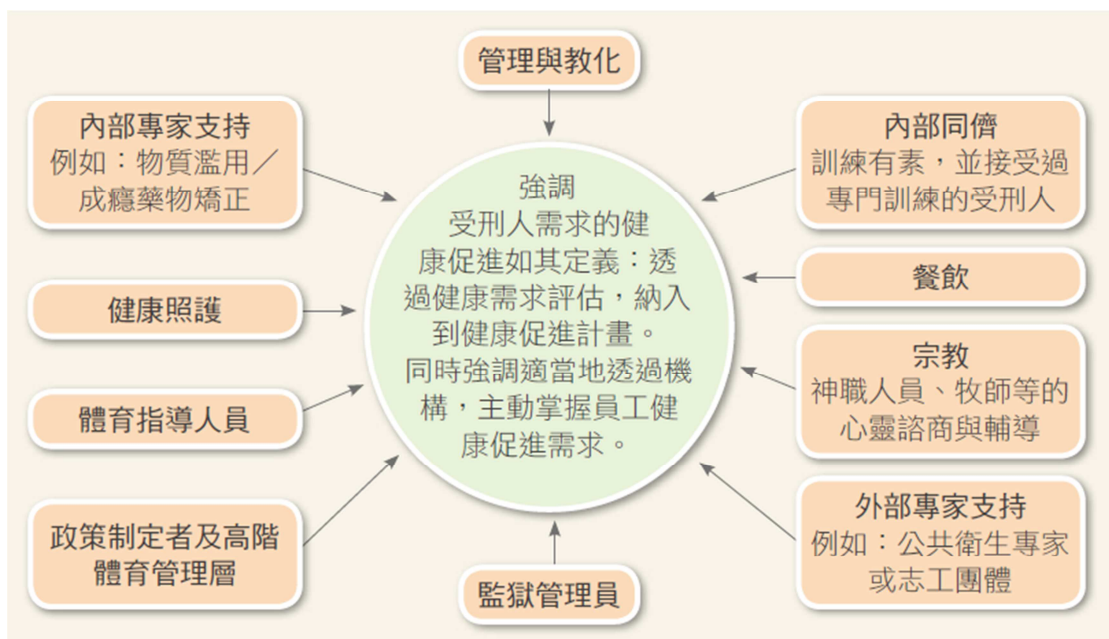 管理與教化
內部專家支持
例如：物質濫用／
成癮藥物矯正
健康照護
體育指導人員
政策制定者及高階
體育管理層
強調
受刑人需求的健
康促進如其定義：透
過健康需求評估，納入
到健康促進計畫。
同時強調適當地透過機
構，主動掌握員工健
康促進需求。
監獄管理員
內部同儕
訓練有素，並接受過
專門訓練的受刑人
餐飲
宗教
神職人員、牧師等的
心靈諮商與輔導
外部專家支持
例如：公共衛生專家
或志工團體